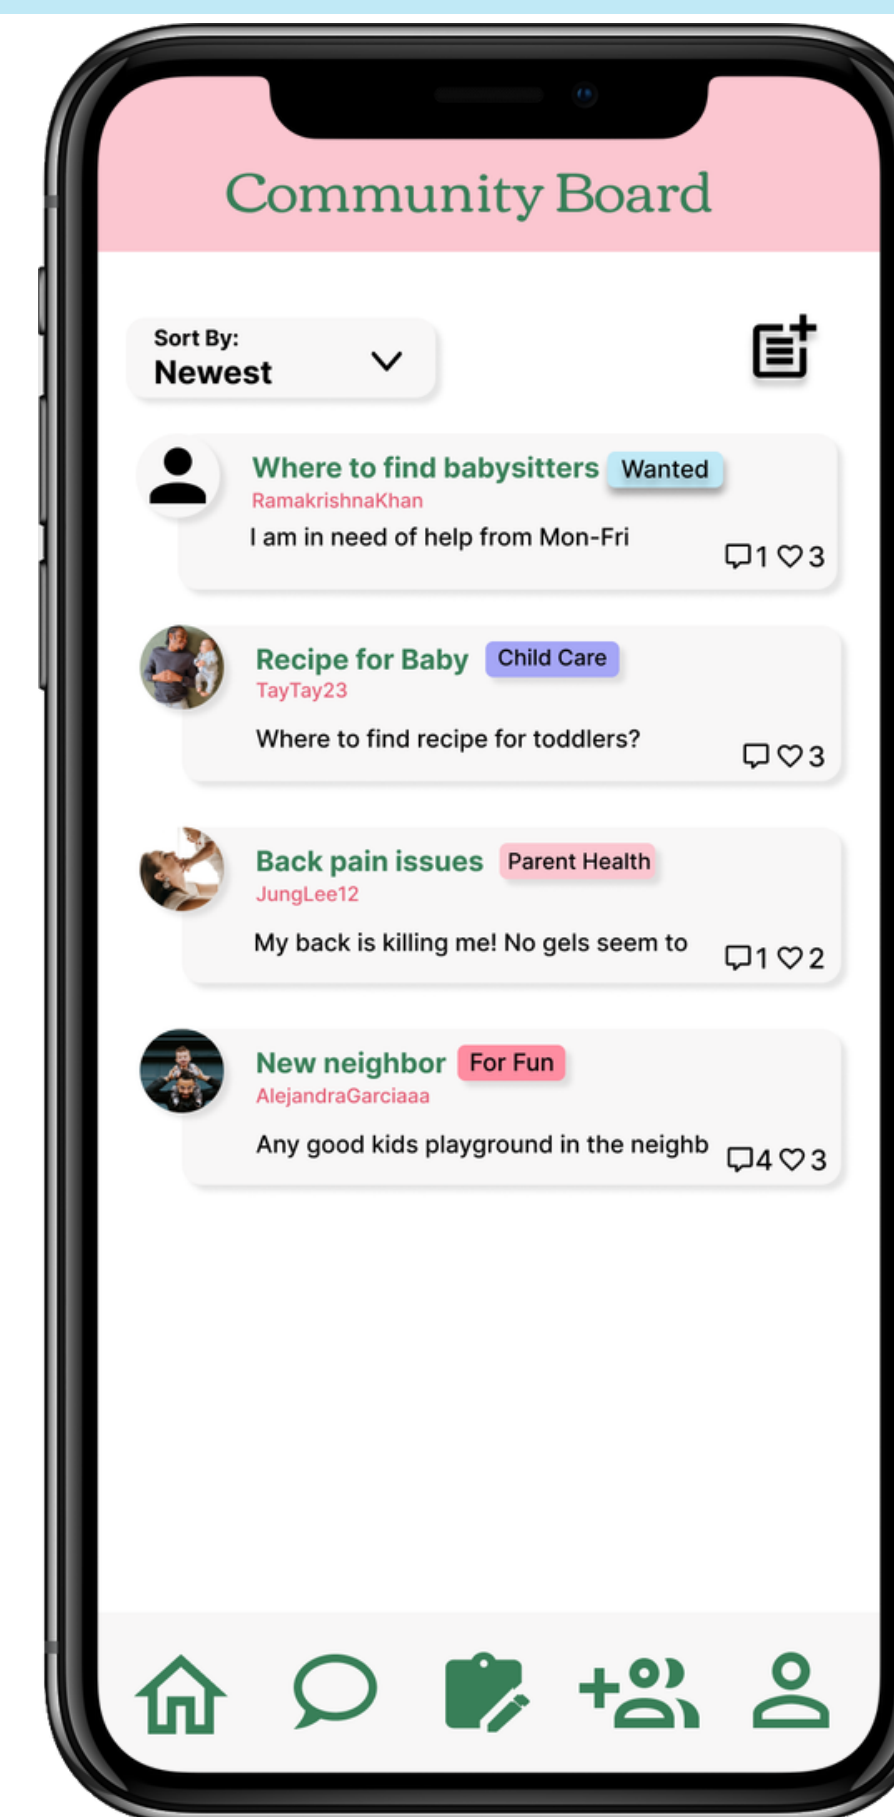 Community Board
Sort By:
Newest
Where to find babysitters Wanted
RamakrishnaKhan
I am in need of help from Mon-Fri
1 3
Recipe for Baby Child Care
TayTay23
Where to find recipe for toddlers?
3
Back pain issues Parent Health
JungLee12
My back is killing me! No gels seem to
1 2
New neighbor For Fun
AlejandraGarciaaa
Any good kids playground in the neighb
4 3